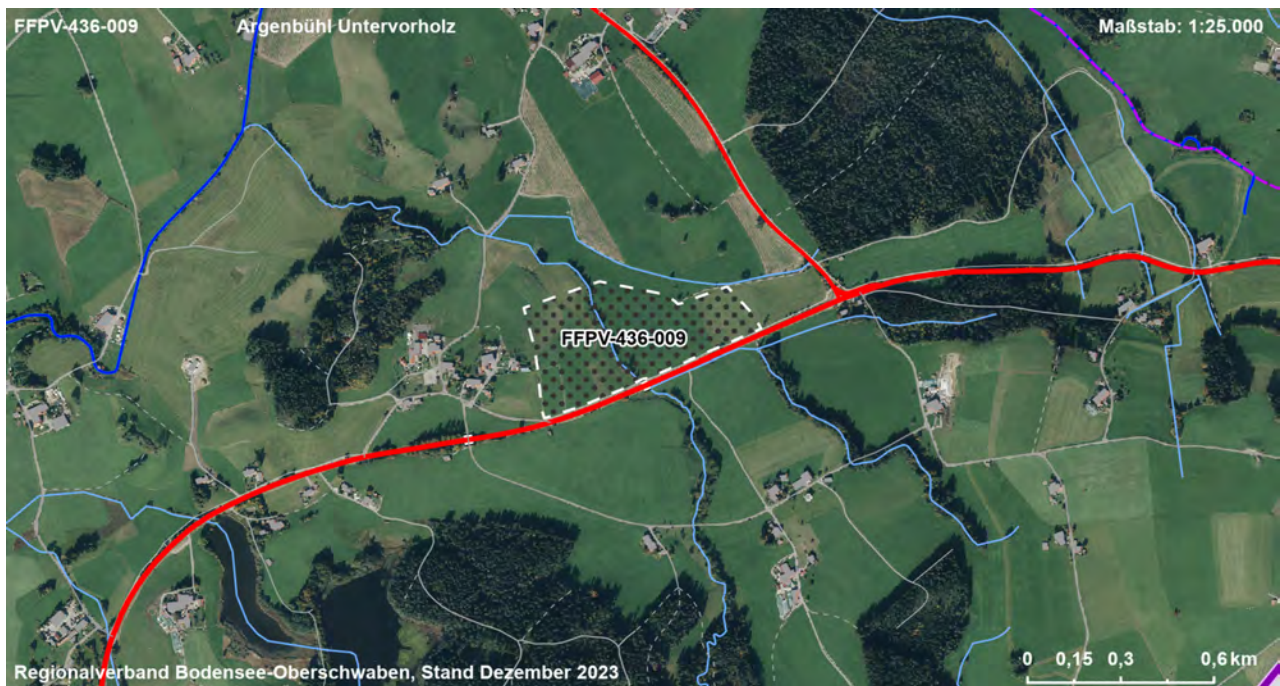 FFPV-436-009 Argenbühl Untervorholz Maßstab: 1:25.000
FFPV-436-009
Regionalverband Bodensee-Oberschwaben, Stand Dezember 2023
0 0,15 0,3 0,6 km